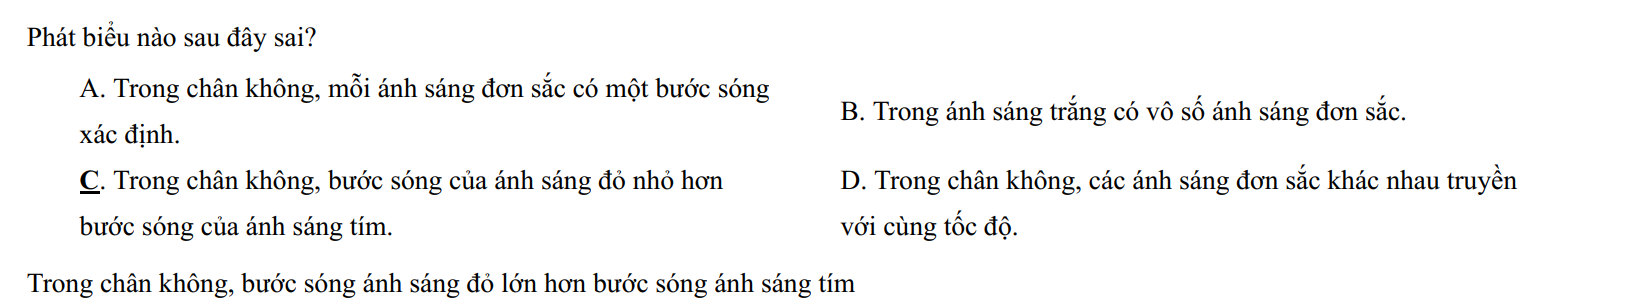 Phát biểu nào sau đây sai?
A. Trong chân không, mỗi ánh sáng đơn sắc có một bước sóng
xác định.
B. Trong ánh sáng trắng có vô số ánh sáng đơn sắc.
C. Trong chân không, bước sóng của ánh sáng đỏ nhỏ hơn
bước sóng của ánh sáng tím.
D. Trong chân không, các ánh sáng đơn sắc khác nhau truyền
với cùng tốc độ.
Trong chân không, bước sóng ánh sáng đỏ lớn hơn bước sóng ánh sáng tím